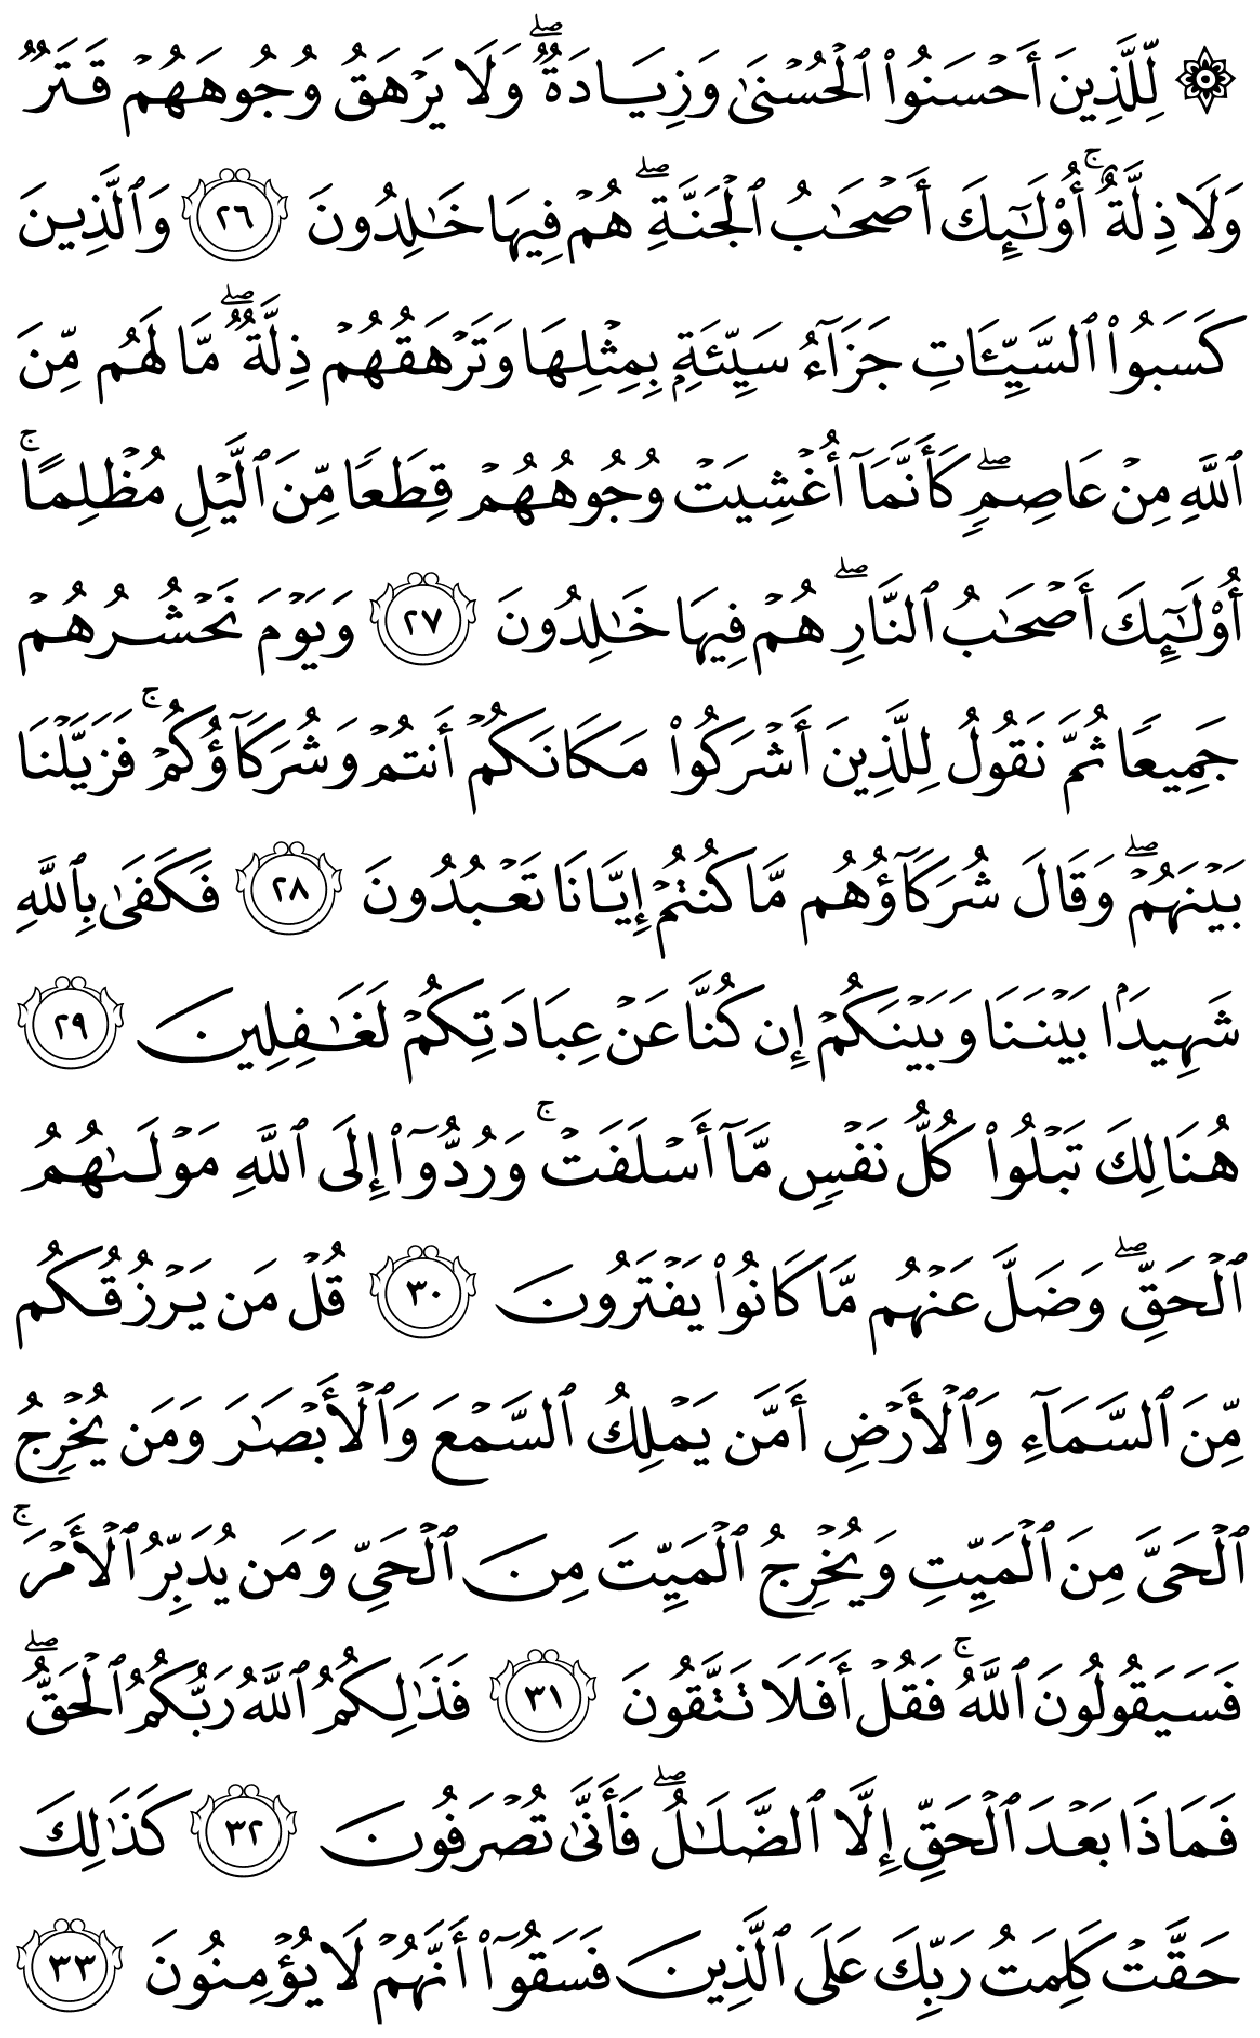 ۞ لِّلَّذِينَ أَحۡسَنُواْ ٱلۡحُسۡنَىٰ وَزِيَادَةٞۖ وَلَا يَرۡهَقُ وُجُوهَهُمۡ قَتَرٞ
وَلَا ذِلَّةٌۚ أُوْلَٰٓئِكَ أَصۡحَٰبُ ٱلۡجَنَّةِۖ هُمۡ فِيهَا خَٰلِدُونَ ٢٦ وَٱلَّذِينَ
كَسَبُواْ ٱلسَّيِّـَٔاتِ جَزَآءُ سَيِّئَةِۭ بِمِثۡلِهَا وَتَرۡهَقُهُمۡ ذِلَّةٞۖ مَّا لَهُم مِّنَ
ٱللَّهِ مِنۡ عَاصِمٖۖ كَأَنَّمَآ أُغۡشِيَتۡ وُجُوهُهُمۡ قِطَعٗا مِّنَ ٱلَّيۡلِ مُظۡلِمًاۚ
أُوْلَٰٓئِكَ أَصۡحَٰبُ ٱلنَّارِۖ هُمۡ فِيهَا خَٰلِدُونَ ٢٧ وَيَوۡمَ نَحۡشُرُهُمۡ
جَمِيعٗا ثُمَّ نَقُولُ لِلَّذِينَ أَشۡرَكُواْ مَكَانَكُمۡ أَنتُمۡ وَشُرَكَآؤُكُمۡۚ فَزَيَّلۡنَا
بَيۡنَهُمۡۖ وَقَالَ شُرَكَآؤُهُم مَّا كُنتُمۡ إِيَّانَا تَعۡبُدُونَ ٢٨ فَكَفَىٰ بِٱللَّهِ
شَهِيدَۢا بَيۡنَنَا وَبَيۡنَكُمۡ إِن كُنَّا عَنۡ عِبَادَتِكُمۡ لَغَٰفِلِينَ ٢٩
هُنَالِكَ تَبۡلُواْ كُلُّ نَفۡسٖ مَّآ أَسۡلَفَتۡۚ وَرُدُّوٓاْ إِلَى ٱللَّهِ مَوۡلَىٰهُمُ
ٱلۡحَقِّۖ وَضَلَّ عَنۡهُم مَّا كَانُواْ يَفۡتَرُونَ ٣٠ قُلۡ مَن يَرۡزُقُكُم
مِّنَ ٱلسَّمَآءِ وَٱلۡأَرۡضِ أَمَّن يَمۡلِكُ ٱلسَّمۡعَ وَٱلۡأَبۡصَٰرَ وَمَن يُخۡرِجُ
ٱلۡحَيَّ مِنَ ٱلۡمَيِّتِ وَيُخۡرِجُ ٱلۡمَيِّتَ مِنَ ٱلۡحَيِّ وَمَن يُدَبِّرُ ٱلۡأَمۡرَۚ
فَسَيَقُولُونَ ٱللَّهُۚ فَقُلۡ أَفَلَا تَتَّقُونَ ٣١ فَذَٰلِكُمُ ٱللَّهُ رَبُّكُمُ ٱلۡحَقُّۖ
فَمَاذَا بَعۡدَ ٱلۡحَقِّ إِلَّا ٱلضَّلَٰلُۖ فَأَنَّىٰ تُصۡرَفُونَ ٣٢ كَذَٰلِكَ
حَقَّتۡ كَلِمَتُ رَبِّكَ عَلَى ٱلَّذِينَ فَسَقُوٓاْ أَنَّهُمۡ لَا يُؤۡمِنُونَ ٣٣